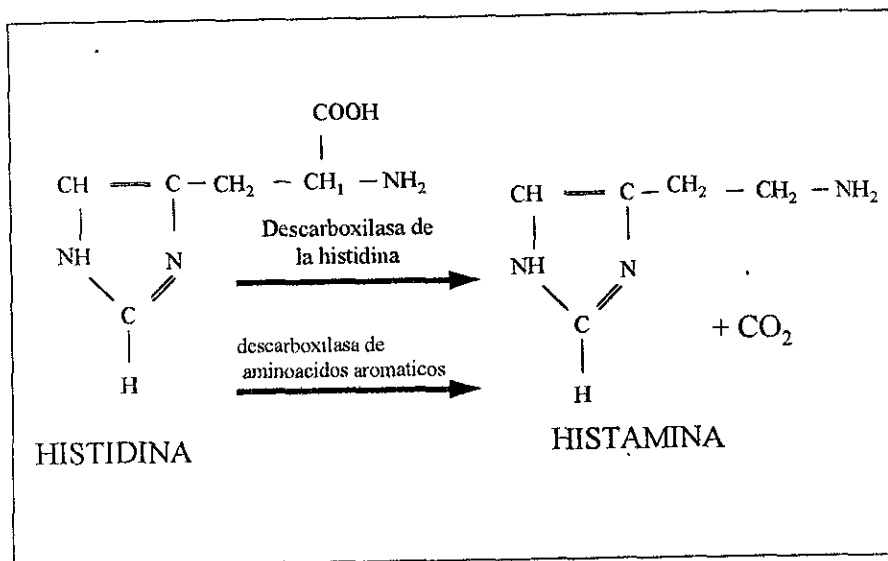 COOH
CH = C - CH₂ - CH₁ - NH₂
NH N
C
H
HISTIDINA
Descarboxilasa de
la histidina
descarboxilasa de
aminoacidos aromaticos
CH = C - CH₂ - CH₂ - NH₂
NH N
C
H
+ CO₂
HISTAMINA